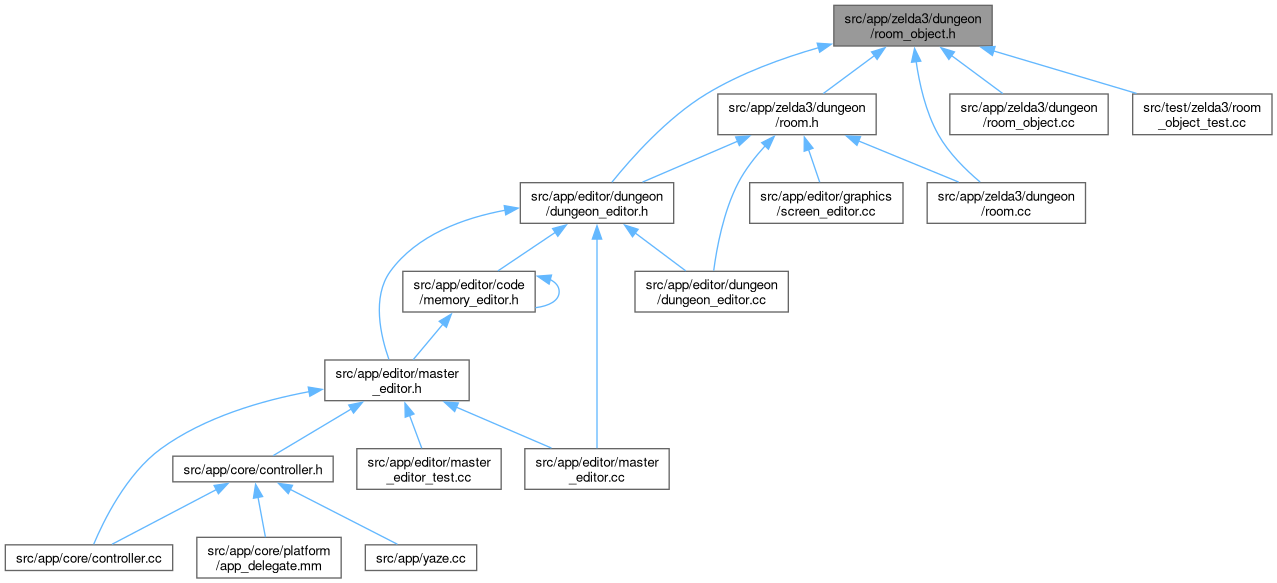 src/app/zelda3/dungeon
/room_object.h
src/app/zelda3/dungeon
/room.h
src/app/zelda3/dungeon
/room_object.cc
src/test/zelda3/room
_object_test.cc
src/app/editor/dungeon
/dungeon_editor.h
src/app/editor/graphics
/screen_editor.cc
src/app/zelda3/dungeon
/room.cc
src/app/editor/code
/memory_editor.h
src/app/editor/dungeon
/dungeon_editor.cc
src/app/editor/master
_editor.h
src/app/core/controller.h
src/app/editor/master
_editor_test.cc
src/app/editor/master
_editor.cc
src/app/core/controller.cc
src/app/core/platform
/app_delegate.mm
src/app/yaze.cc